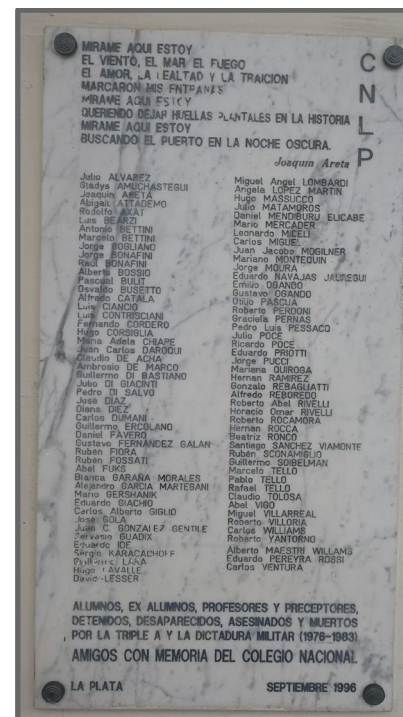 MIRAME AQUI ESTOY
EL VIENTO, EL MAR EL FUEGO
EL AMOR, LA LEALTAD Y LA TRAICION
MARCARON MIS ENTRAÑAS
MIRAME AQUI ESTOY
QUERIENDO DEJAR HUELLAS PLANTALES EN LA HISTORIA
MIRAME AQUI ESTOY
BUSCANDO EL PUERTO EN LA NOCHE OSCURA.
Joaquin Areta
CNLP
Julio ALVAREZ
Gladys AMUCHASTEGUI
Joaquin ARETA
Abigail ATTADEMO
Rodolfo AXAT
Luis BEARZI
Antonio BETTINI
Marcelo BETTINI
Jorge BOGLIANO
Jorge BONAFINI
Raúl BONAFINI
Alberto BOSSIO
Pascual BULIT
Osvaldo BUSETTO
Alfredo CATALA
Luis CIANCIO
Luis CONTRISCIANI
Fernando CORDERO
Hugo CORSIGLIA
Maria Adela CHIAPE
Juan Carlos DAROQUI
Claudio DE ACHA
Ambrosio DE MARCO
Guillermo DI BASTIANO
Julio DI GIACINTI
Pedro DI SALVO
José DIAZ
Diana DIEZ
Carlos DUMANI
Guillermo ERCOLANO
Daniel FAVERO
Gustavo FERNANDEZ GALAN
Rubén FIORA
Rubén FOSSATI
Abel FUKS
Blanca GARAÑA MORALES
Alejandro GARCIA MARTEGANI
Mario GERSHANIK
Eduardo GIACHIO
Carlos Alberto GIGLIO
José GOLA
Juan C. GONZALEZ GENTILE
Gervasio GUADIX
Eduardo IDE
Sergio KARACACHOFF
LARA
Hugo LAVALLE
David LESSER
Miguel Angel LOMBARDI
Angela LOPEZ MARTIN
Hugo MASSUCCO
Julio MATAMOROS
Daniel MENDIBURU ELICABE
Mario MERCADER
Leonardo MICELI
Carlos MIGUEL
Juan Jacobo MOGILNER
Mariano MONTEQUIN
Jorge MOURA
Eduardo NAVAJAS JAUREGUI
Emilio OGANDO
Gustavo OGANDO
Otilio PASCUA
Roberto PERDONI
Graciela PERNAS
Pedro Luis PESSACQ
Julio POCE
Ricardo POCE
Eduardo PRIOTTI
Jorge PUCCI
Mariana QUIROGA
Hernan RAMIREZ
Gonzalo REBAGLIATTI
Alfredo REBOREDO
Roberto Abel RIVELLI
Horacio Omar RIVELLI
Roberto ROCAMORA
Hernan ROCCA
Beatriz RONCO
Santiago SANCHEZ VIAMONTE
Rubén SCONAMIGLIO
Guillermo SOIBELMAN
Marcelo TELLO
Pablo TELLO
Rafael TELLO
Claudio TOLOSA
Abel VIGO
Miguel VILLARREAL
Roberto VILLORIA
Carlos WILLIAMS
Roberto YANTORNO
Alberto MAESTRI WILLAMS
Eduardo PEREYRA ROSSI
Carlos VENTURA
ALUMNOS, EX ALUMNOS, PROFESORES Y PRECEPTORES,
DETENIDOS, DESAPARECIDOS, ASESINADOS Y MUERTOS
POR LA TRIPLE A Y LA DICTADURA MILITAR (1976-1983)
AMIGOS CON MEMORIA DEL COLEGIO NACIONAL
LA PLATA SEPTIEMBRE 1996